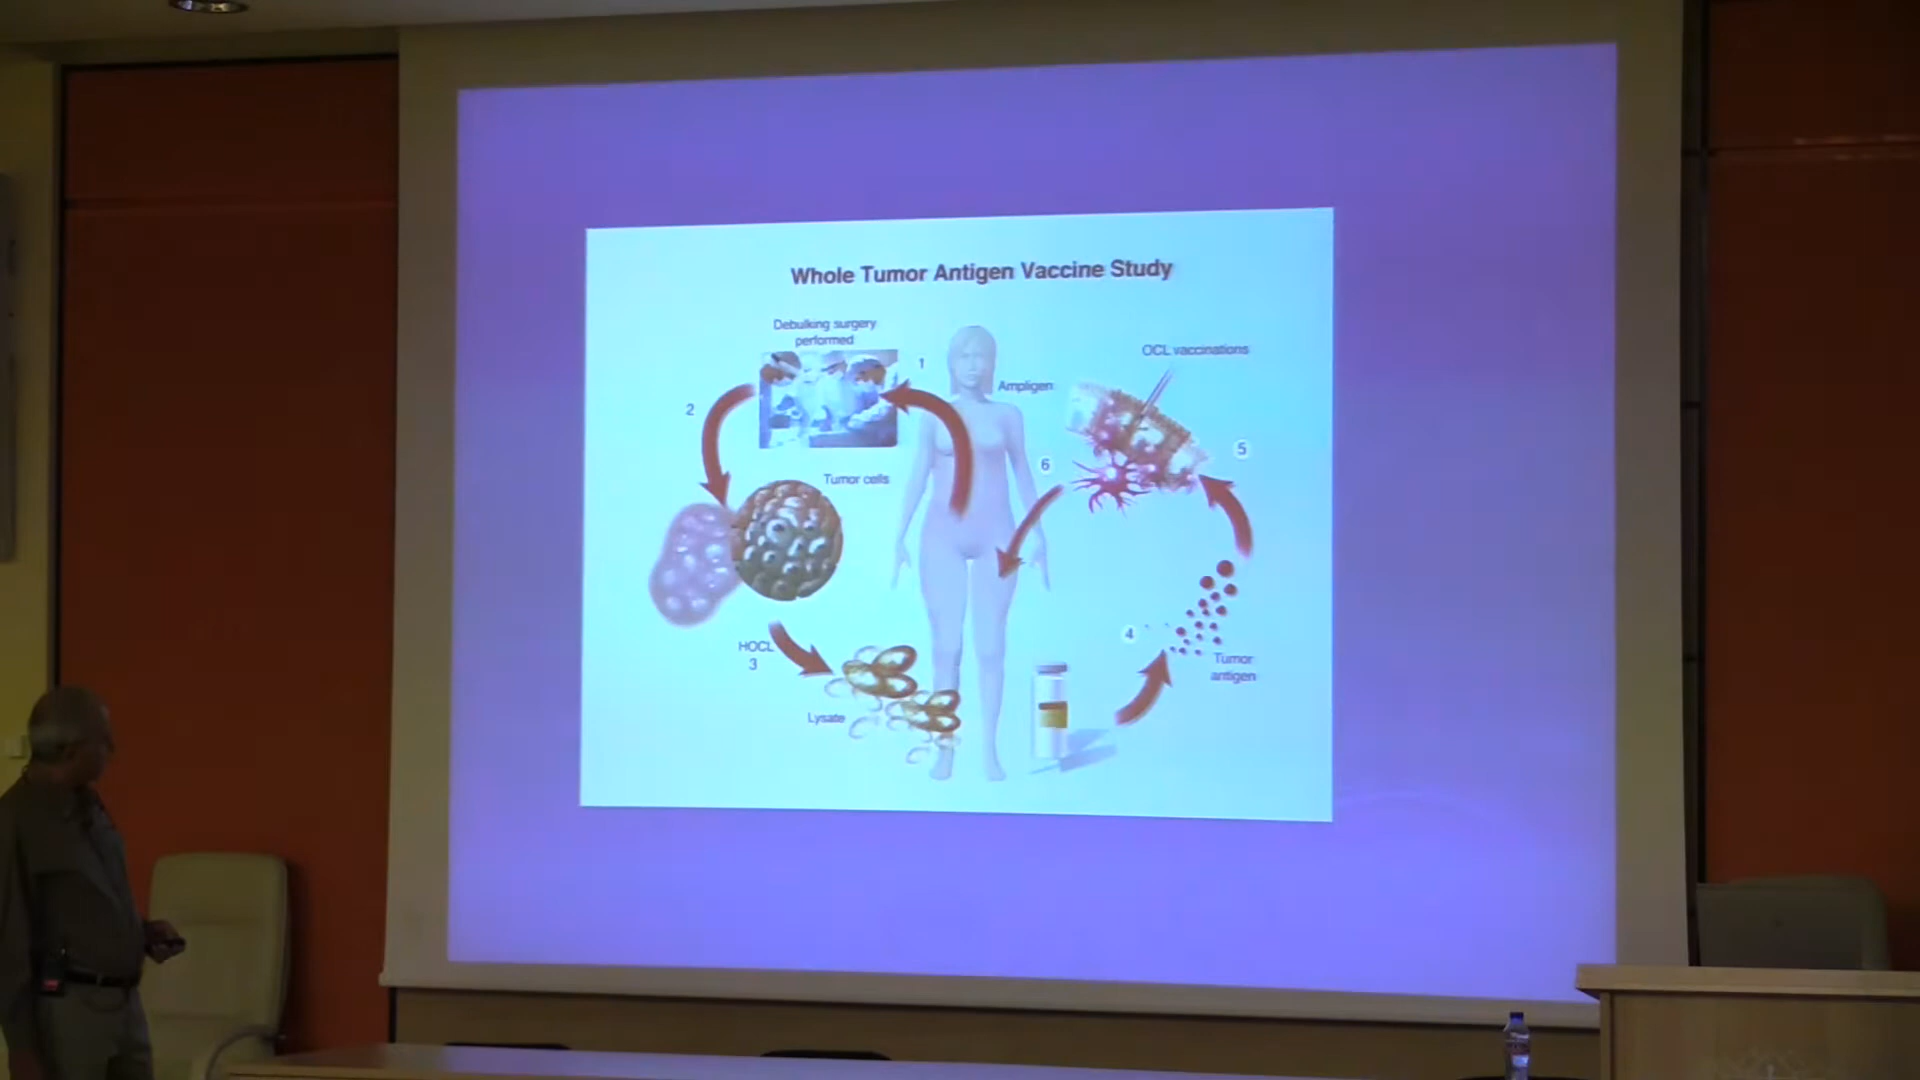 Whole Tumor Antigen Vaccine Study
Debulking surgery
performed
1
OCL vaccinations
Ampligen
2
5
6
Tumor cells
4
HOCL
3
Tumor
antigen
Lysate